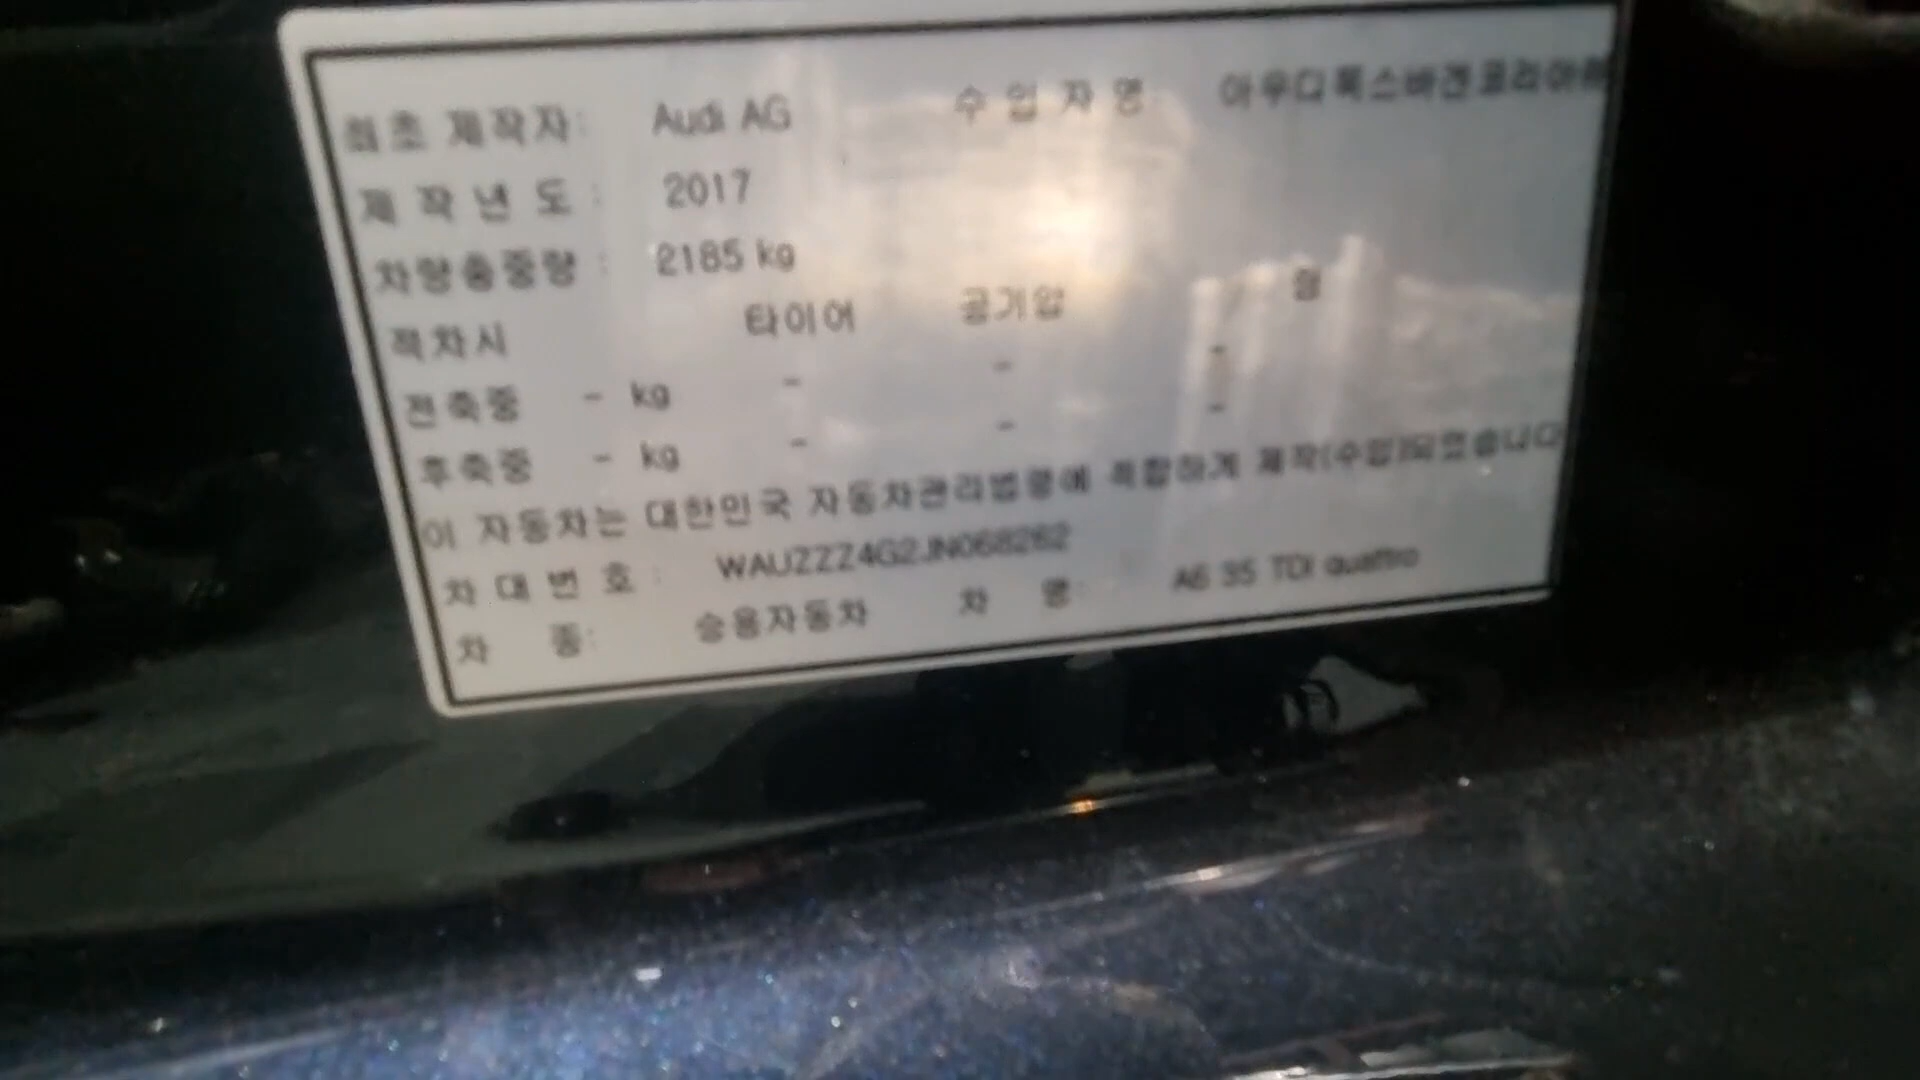 최초 제작자: Audi AG 수 입 자 명 아우디폭스바겐코리아㈜
제 작 년 도 : 2017
차량총중량 : 2185 kg
적차시 타이어 공기압 림
전축중 - kg - - -
후축중 - kg - - -
이 자동차는 대한민국 자동차관리법령에 적합하게 제작(수입)되었습니다
차 대 번 호 : WAUZZZ4G2JN068262
차 종: 승용자동차 차 명: A6 35 TDI quattro